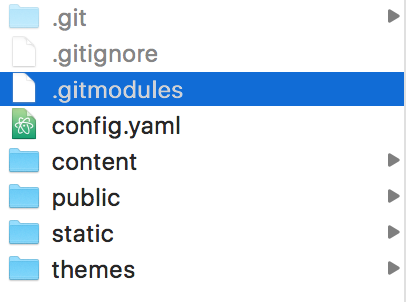 .git
.gitignore
.gitmodules
config.yaml
content
public
static
themes